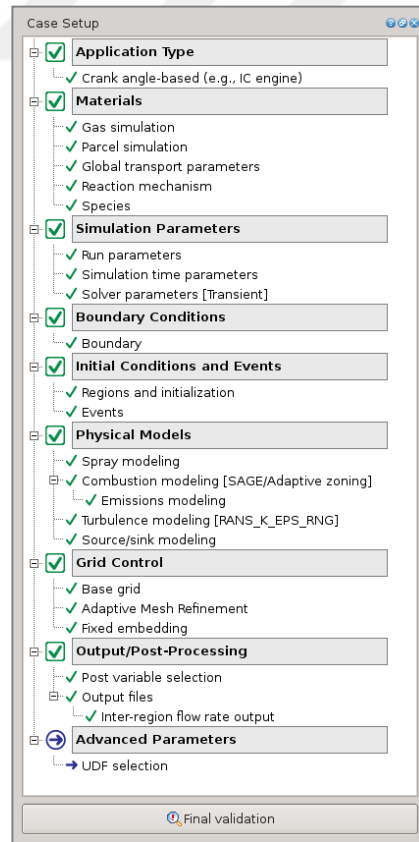 Case Setup
Application Type
Crank angle-based (e.g., IC engine)
Materials
Gas simulation
Parcel simulation
Global transport parameters
Reaction mechanism
Species
Simulation Parameters
Run parameters
Simulation time parameters
Solver parameters [Transient]
Boundary Conditions
Boundary
Initial Conditions and Events
Regions and initialization
Events
Physical Models
Spray modeling
Combustion modeling [SAGE/Adaptive zoning]
Emissions modeling
Turbulence modeling [RANS_K_EPS_RNG]
Source/sink modeling
Grid Control
Base grid
Adaptive Mesh Refinement
Fixed embedding
Output/Post-Processing
Post variable selection
Output files
Inter-region flow rate output
Advanced Parameters
UDF selection
Final validation